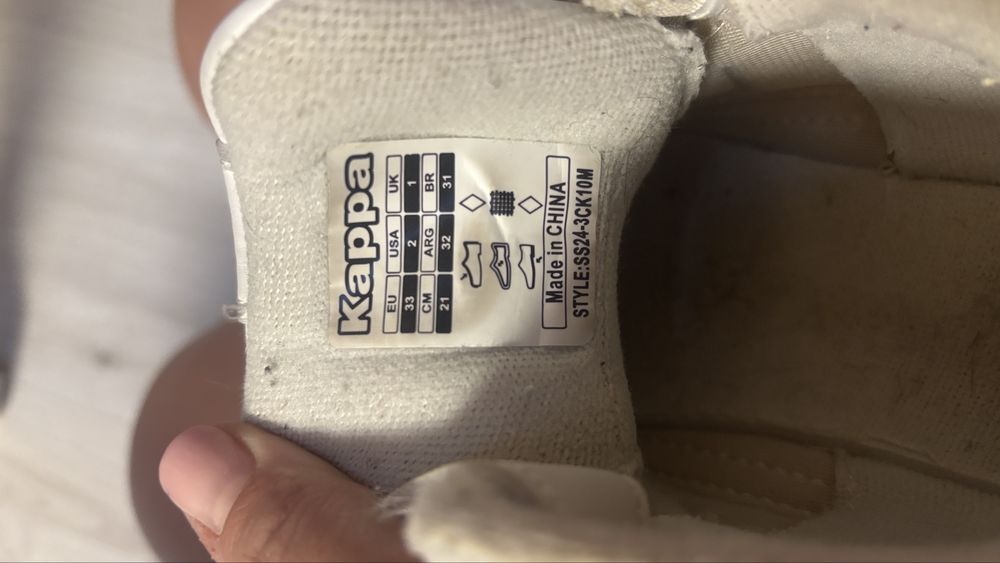 Kappa
EU USA UK
33 2 1
CM ARG BR
21 32 31
Made in CHINA
STYLE:SS24-3CK10M